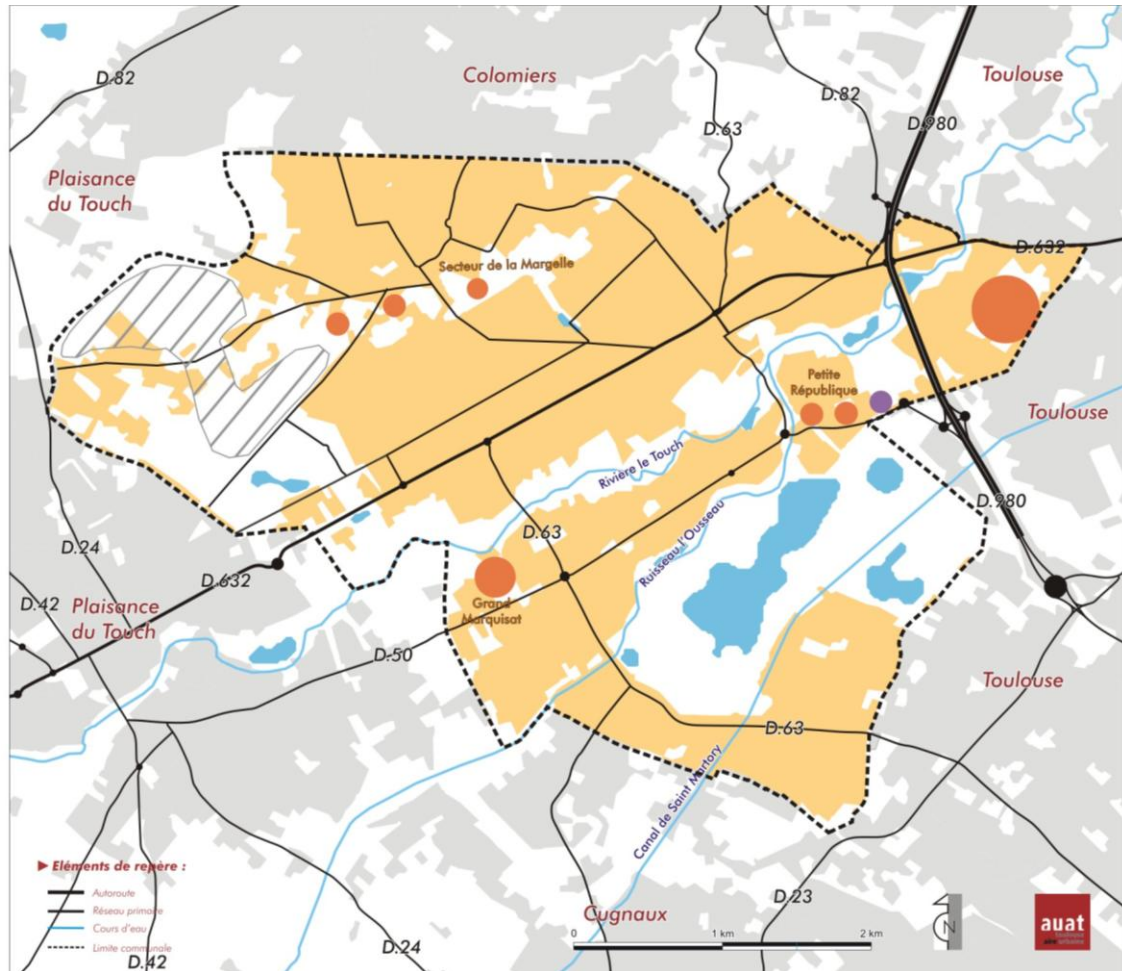 D.82
Colomiers
D.82
Toulouse
D.63
D.980
Plaisance
du Touch
D.632
Secteur de la Margelle
Petite
République
Toulouse
Rivière le Touch
D.980
D.63
Ruisseau l'Ousseau
D.24
D.632
D.42
Plaisance
du Touch
Grand
Marquisat
D.50
Toulouse
D.63
Canal de Saint Martory
► Eléments de repère :
Autoroute
Réseau primaire
Cours d'eau
Limite communale
D.23
Cugnaux
D.24
D.42
0 1 km 2 km
N
auat
toulouse
aire urbaine